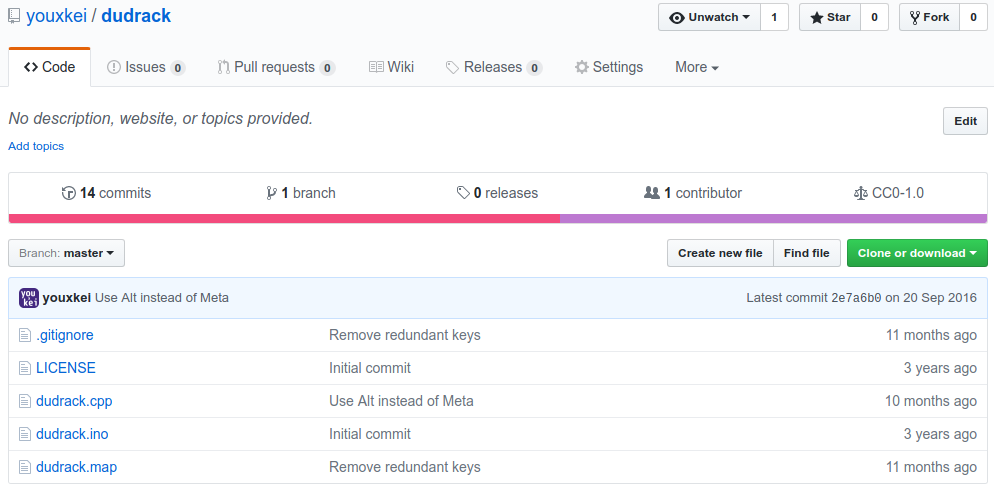 youxkei / dudrack
Unwatch 1
Star 0
Fork 0
Code
Issues 0
Pull requests 0
Wiki
Releases 0
Settings
More
No description, website, or topics provided.
Edit
Add topics
14 commits
1 branch
0 releases
1 contributor
CC0-1.0
Branch: master
Create new file
Find file
Clone or download
you kei
youxkei Use Alt instead of Meta
Latest commit 2e7a6b0 on 20 Sep 2016
.gitignore Remove redundant keys 11 months ago
LICENSE Initial commit 3 years ago
dudrack.cpp Use Alt instead of Meta 10 months ago
dudrack.ino Initial commit 3 years ago
dudrack.map Remove redundant keys 11 months ago